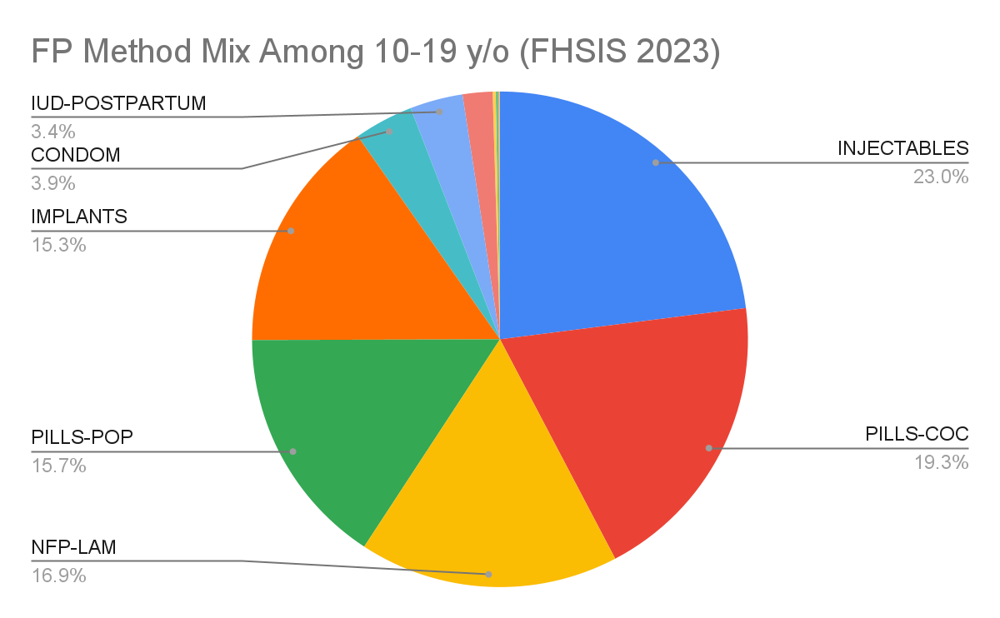 FP Method Mix Among 10-19 y/o (FHSIS 2023)
IUD-POSTPARTUM
3.4%
CONDOM
3.9%
IMPLANTS
15.3%
PILLS-POP
15.7%
NFP-LAM
16.9%
INJECTABLES
23.0%
PILLS-COC
19.3%